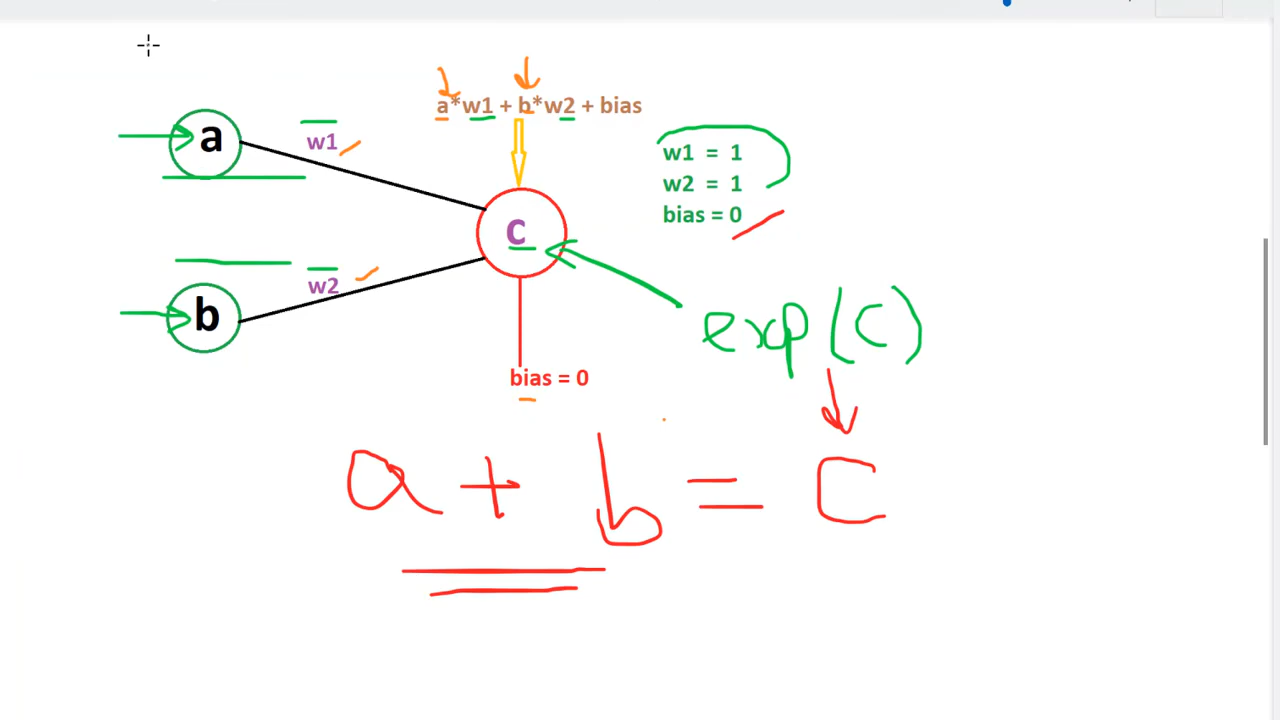 a*w1 + b*w2 + bias
a
w1
w1 = 1
w2 = 1
bias = 0
c
w2
b
exp(c)
bias = 0
a + b = c